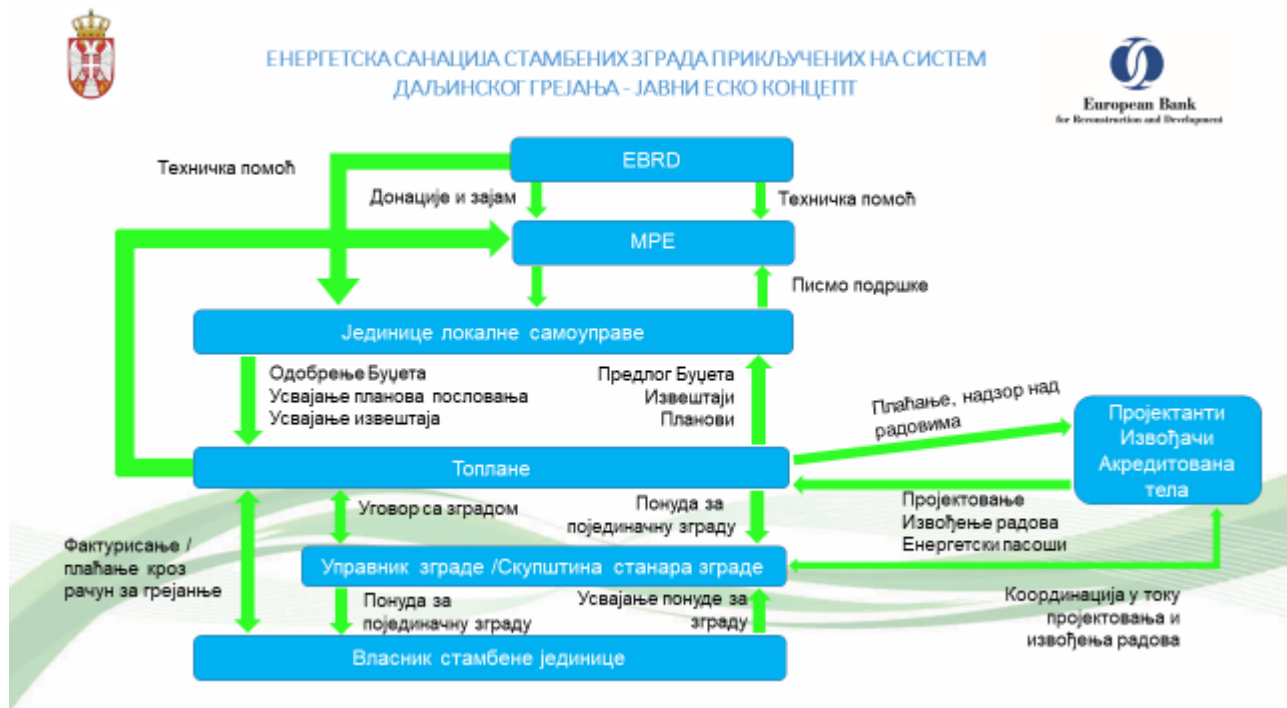 ЕНЕРГЕТСКА САНАЦИЈА СТАМБЕНИХ ЗГРАДА ПРИКЉУЧЕНИХ НА СИСТЕМ
ДАЉИНСКОГ ГРЕЈАЊА - ЈАВНИ ЕСКО КОНЦЕПТ
European Bank
for Reconstruction and Development
EBRD
Техничка помоћ
Донације и зајам
Техничка помоћ
MPE
Писмо подршке
Јединице локалне самоуправе
Одобрење Буџета
Усвајање планова пословања
Усвајање извештаја
Предлог Буџета
Извештаји
Планови
Плаћање, надзор над
радовима
Пројектанти
Извођачи
Акредитована
тела
Топлане
Уговор са зградом
Понуда за
појединачну зграду
Пројектовање
Извођење радова
Енергетски пасоши
Фактурисање /
плаћање кроз
рачун за грејанње
Управник зграде /Скупштина станара зграде
Понуда за
појединачну зграду
Усвајање понуде за
зграду
Координација у току
пројектовања и
извођења радова
Власник стамбене јединице